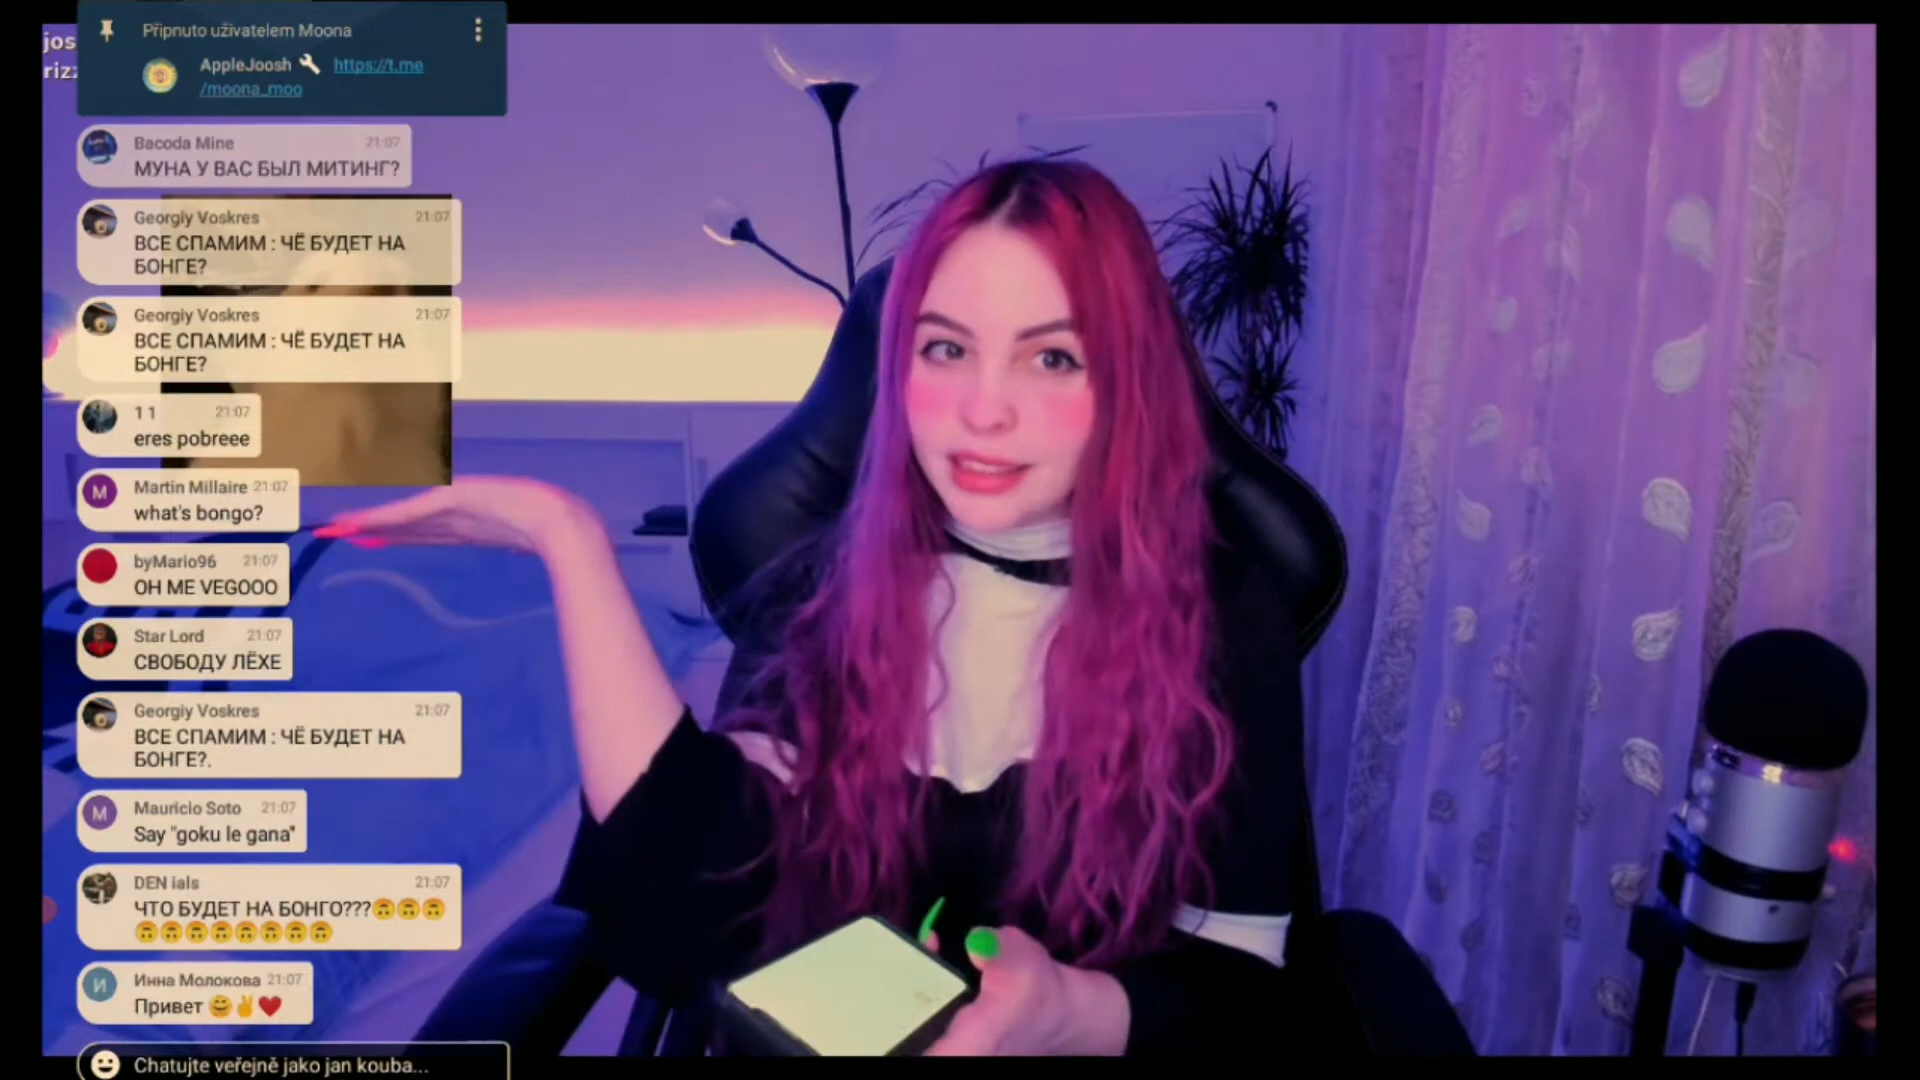 jos
riz
Připnuto uživatelem Moona
AppleJoosh https://t.me
/moona_moo
Bacoda Mine 21:07
МУНА У ВАС БЫЛ МИТИНГ?
Georgiy Voskres 21:07
ВСЕ СПАМИМ : ЧЁ БУДЕТ НА
БОНГЕ?
Georgiy Voskres 21:07
ВСЕ СПАМИМ : ЧЁ БУДЕТ НА
БОНГЕ?
1 1 21:07
eres pobreee
M
Martin Millaire 21:07
what's bongo?
byMario96 21:07
OH ME VEGOOO
Star Lord 21:07
СВОБОДУ ЛЁХЕ
Georgiy Voskres 21:07
ВСЕ СПАМИМ : ЧЁ БУДЕТ НА
БОНГЕ?.
M
Mauricio Soto 21:07
Say "goku le gana"
DEN ials 21:07
ЧТО БУДЕТ НА БОНГО???🙃🙃🙃
🙃🙃🙃🙃🙃🙃🙃🙃
И
Инна Молокова 21:07
Привет 😄✌️❤️
Chatujte veřejně jako jan kouba...